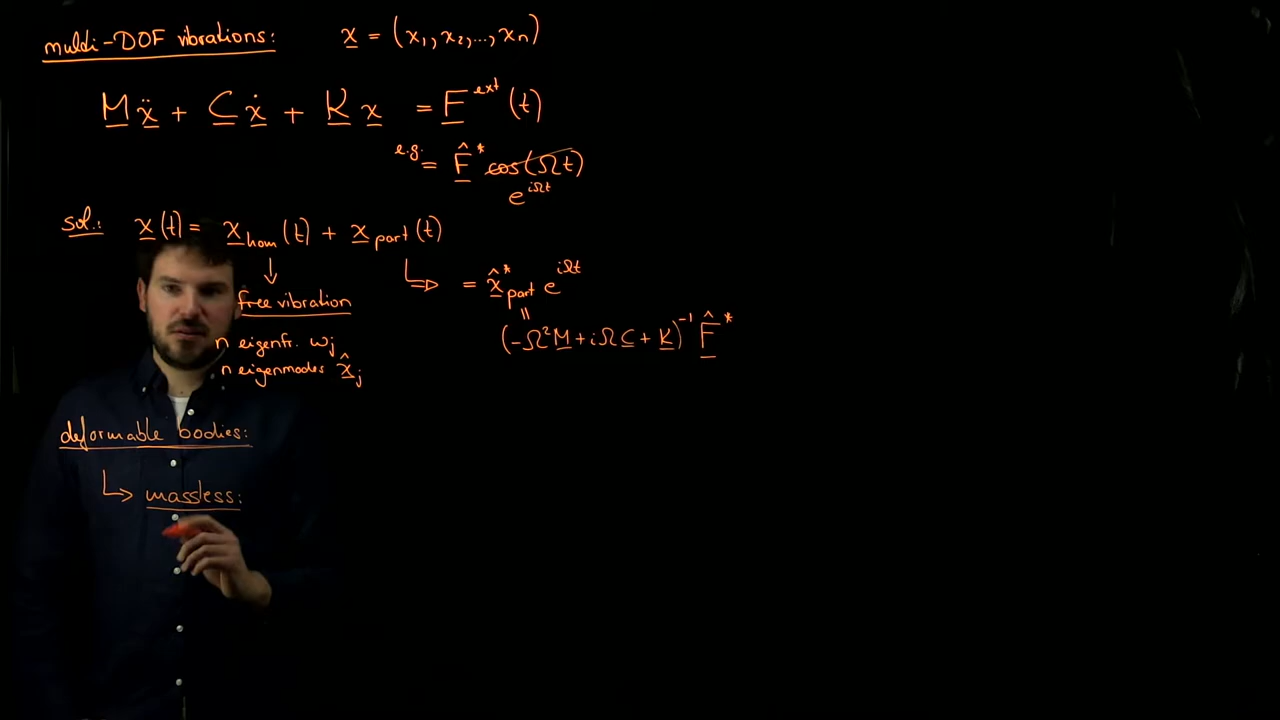 multi-DOF vibrations: x = (x₁, x₂, ..., xₙ)
M ẍ + C ẋ + K x = F^ext (t)
e.g. = F̂* cos(Ωt)
e^iΩt
sol.: x(t) = x_hom (t) + x_part (t)
= x̂*_part e^iΩt
free vibration
(-Ω²M + iΩC + K)⁻¹ F̂*
n eigenfr. ωj
n eigenmodes x̂j
deformable bodies:
massless: